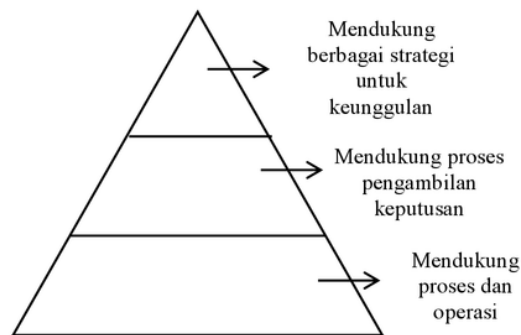 Mendukung
berbagai strategi
untuk
keunggulan
Mendukung proses
pengambilan
keputusan
Mendukung
proses dan
operasi